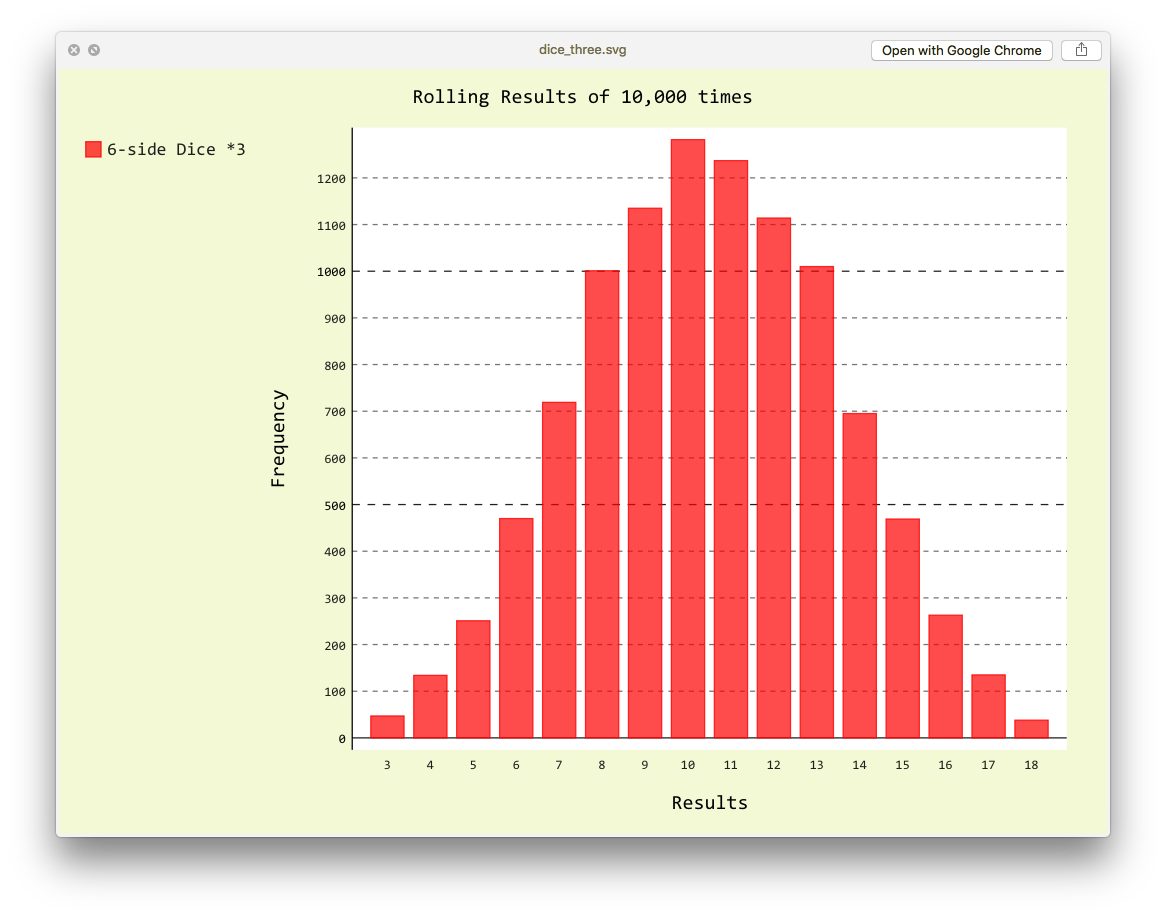 dice_three.svg
Open with Google Chrome
Rolling Results of 10,000 times
6-side Dice *3
1200
1100
1000
900
800
700
600
500
400
300
200
100
0
Frequency
3 4 5 6 7 8 9 10 11 12 13 14 15 16 17 18
Results